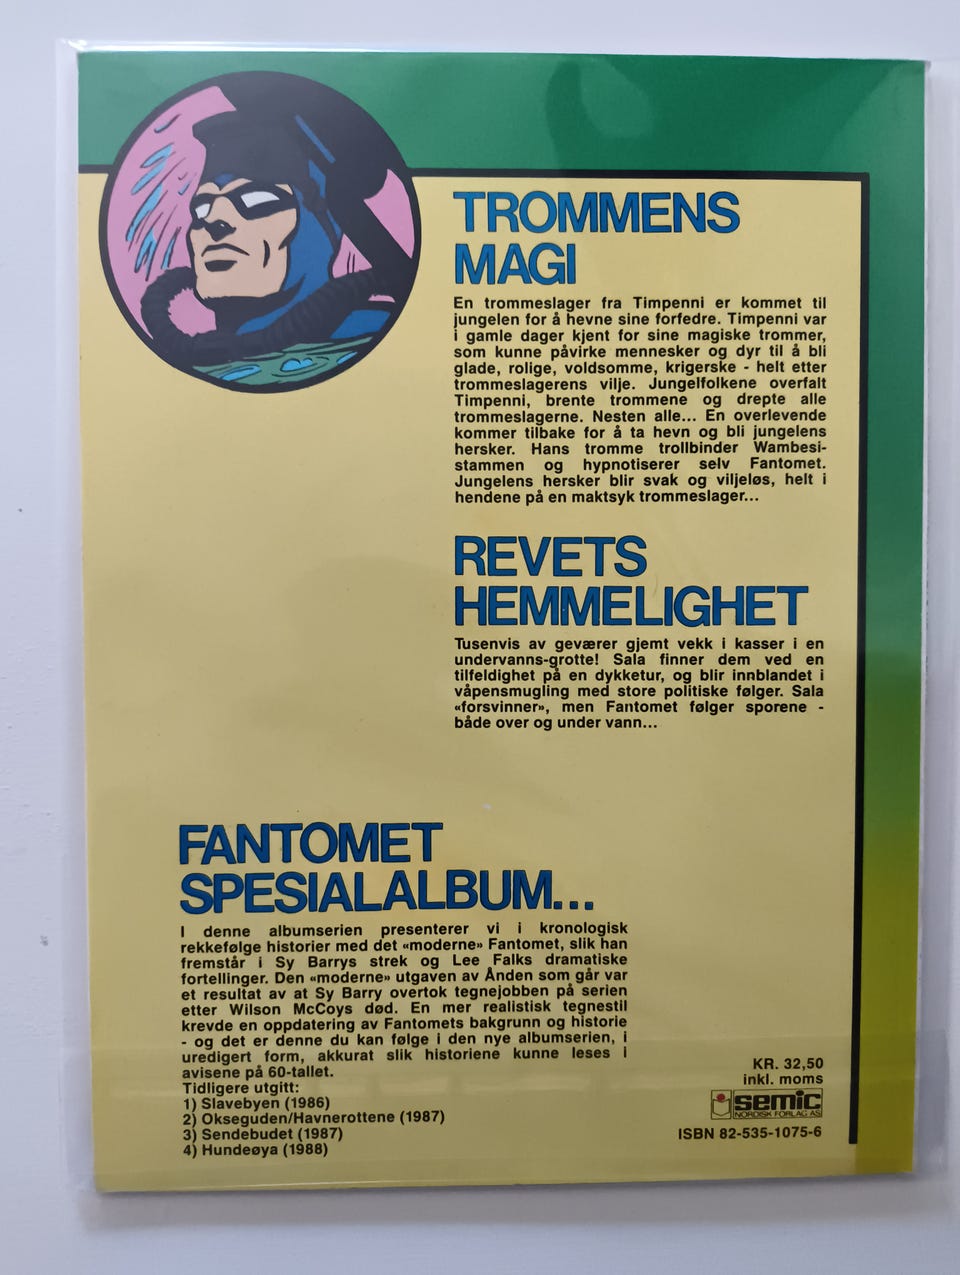 TROMMENS
MAGI
En trommeslager fra Timpenni er kommet til
jungelen for å hevne sine forfedre. Timpenni var
i gamle dager kjent for sine magiske trommer,
som kunne påvirke mennesker og dyr til å bli
glade, rolige, voldsomme, krigerske - helt etter
trommeslagerens vilje. Jungelfolkene overfalt
Timpenni, brente trommene og drepte alle
trommeslagerne. Nesten alle... En overlevende
kommer tilbake for å ta hevn og bli jungelens
hersker. Hans tromme trollbinder Wambesi-
stammen og hypnotiserer selv Fantomet.
Jungelens hersker blir svak og viljeløs, helt i
hendene på en maktsyk trommeslager...
REVETS
HEMMELIGHET
Tusenvis av geværer gjemt vekk i kasser i en
undervanns-grotte! Sala finner dem ved en
tilfeldighet på en dykketur, og blir innblandet i
våpensmugling med store politiske følger. Sala
«forsvinner», men Fantomet følger sporene -
både over og under vann...
FANTOMET
SPESIALALBUM...
I denne albumserien presenterer vi i kronologisk
rekkefølge historier med det «moderne» Fantomet, slik han
fremstår i Sy Barrys strek og Lee Falks dramatiske
fortellinger. Den «moderne» utgaven av Ånden som går var
et resultat av at Sy Barry overtok tegnejobben på serien
etter Wilson McCoys død. En mer realistisk tegnestil
krevde en oppdatering av Fantomets bakgrunn og historie
- og det er denne du kan følge i den nye albumserien, i
uredigert form, akkurat slik historiene kunne leses i
avisene på 60-tallet.
Tidligere utgitt:
1) Slavebyen (1986)
2) Okseguden/Havnerottene (1987)
3) Sendebudet (1987)
4) Hundeøya (1988)
KR. 32,50
inkl. moms
semic
NORDISK FORLAG AS
ISBN 82-535-1075-6